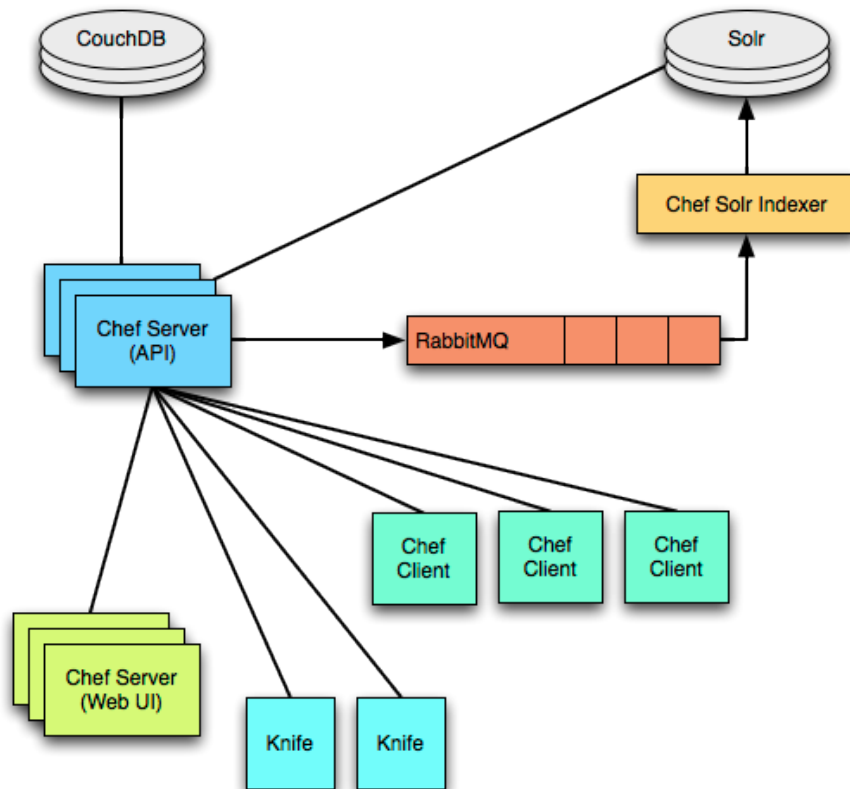 CouchDB
Solr
Chef Solr Indexer
Chef Server
(API)
RabbitMQ
Chef
Client
Chef
Client
Chef
Client
Chef Server
(Web UI)
Knife
Knife